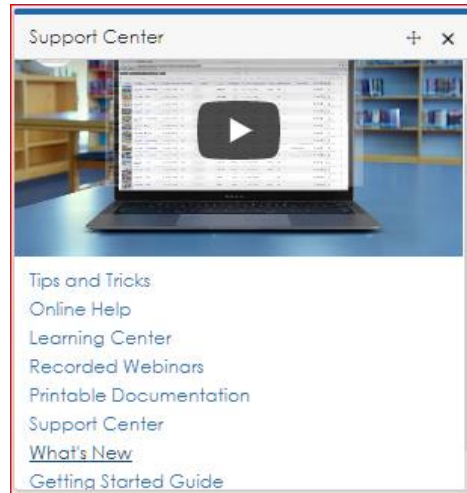 Support Center
Tips and Tricks
Online Help
Learning Center
Recorded Webinars
Printable Documentation
Support Center
What's New
Getting Started Guide